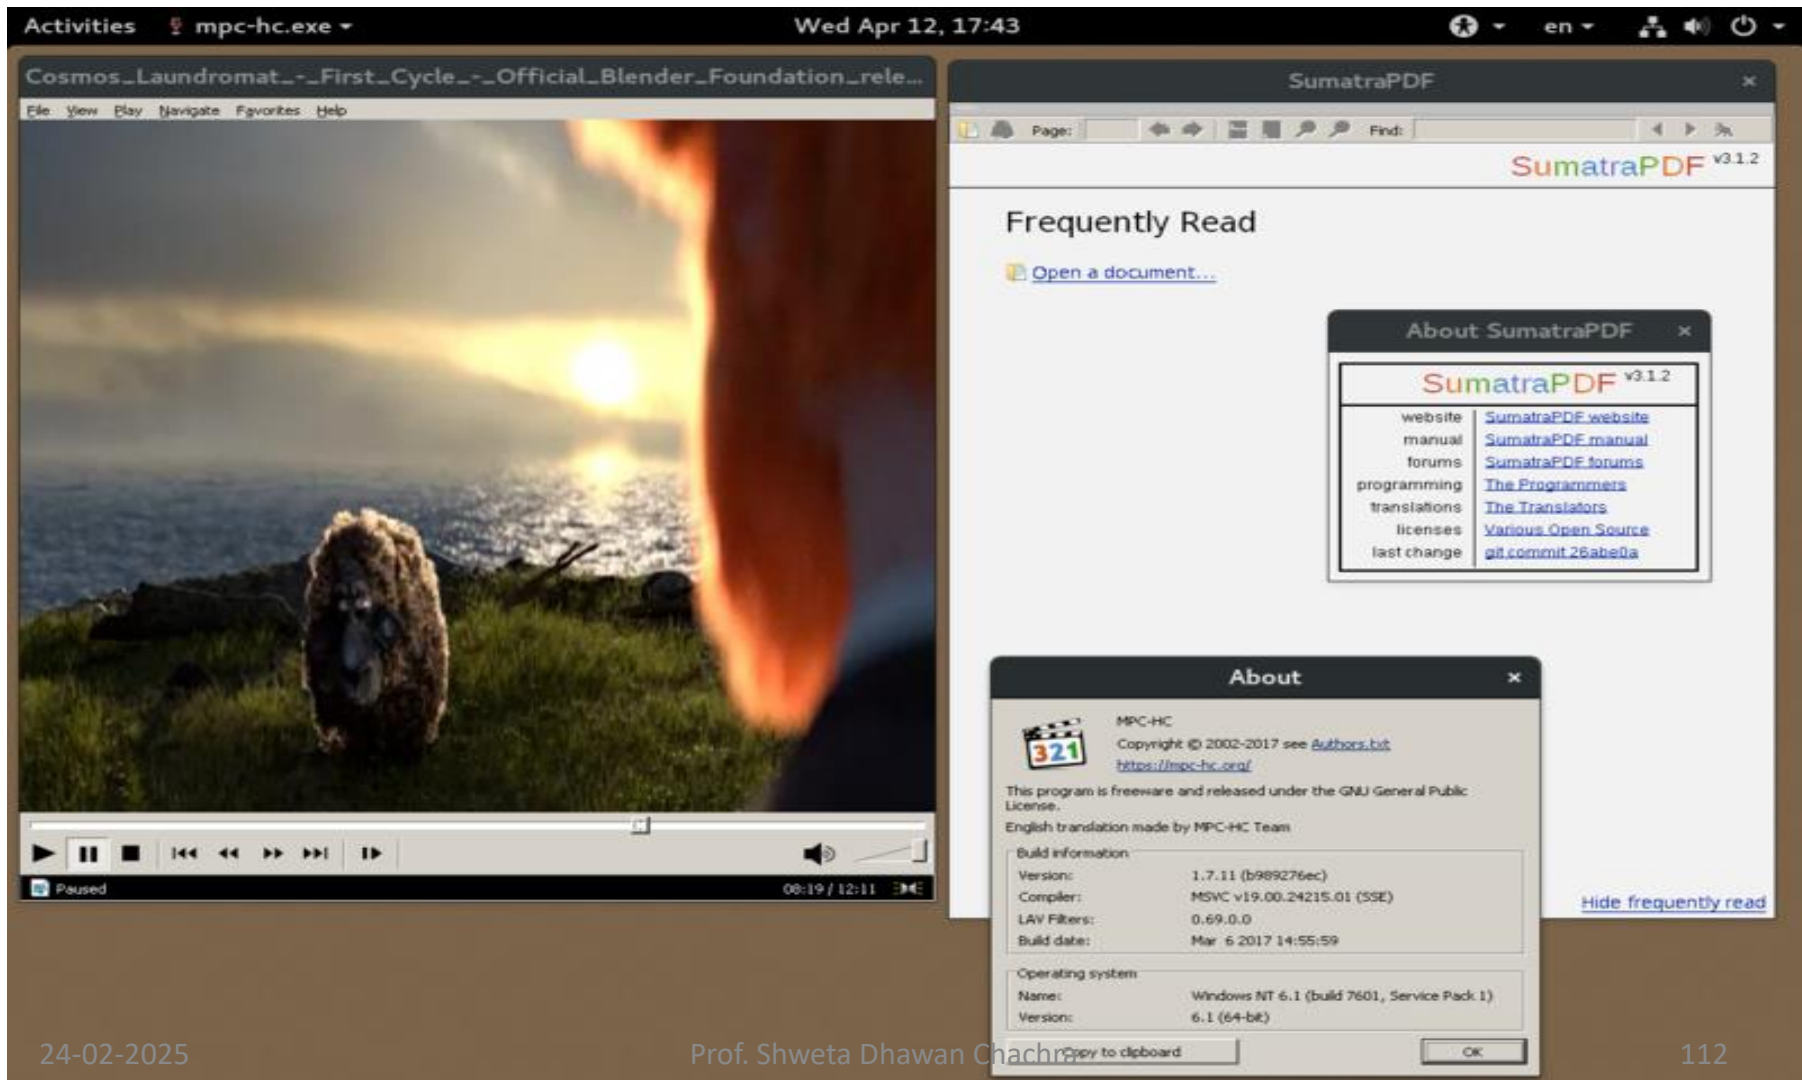 Activities mpc-hc.exe Wed Apr 12, 17:43 en
Cosmos_Laundromat_-_First_Cycle_-_Official_Blender_Foundation_rele...
File View Play Navigate Favorites Help
Paused 08:19 / 12:11
SumatraPDF
Page: Find:
SumatraPDF v3.1.2
Frequently Read
Open a document...
About SumatraPDF
SumatraPDF v3.1.2
website SumatraPDF website
manual SumatraPDF manual
forums SumatraPDF forums
programming The Programmers
translations The Translators
licenses Various Open Source
last change git commit 26abe0a
Hide frequently read
About
321
MPC-HC
Copyright © 2002-2017 see Authors.txt
https://mpc-hc.org/
This program is freeware and released under the GNU General Public
License.
English translation made by MPC-HC Team
Build information
Version: 1.7.11 (b989276ec)
Compiler: MSVC v19.00.24215.01 (SSE)
LAV Filters: 0.69.0.0
Build date: Mar 6 2017 14:55:59
Operating system
Name: Windows NT 6.1 (build 7601, Service Pack 1)
Version: 6.1 (64-bit)
Copy to clipboard OK
24-02-2025 Prof. Shweta Dhawan Chachra 112